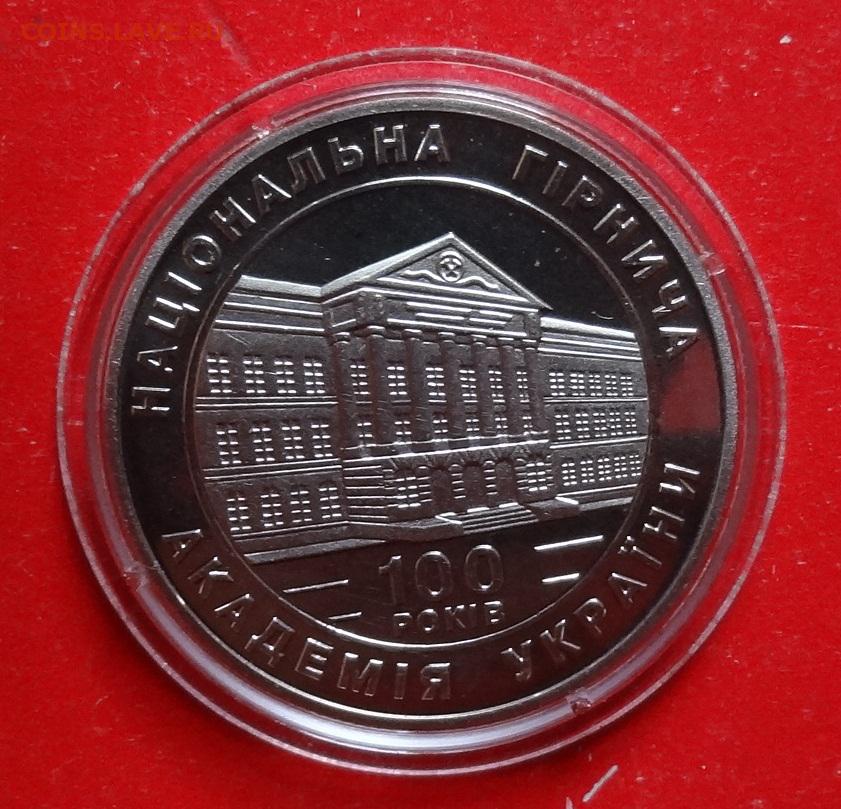 COINS.LAVE.RU
НАЦІОНАЛЬНА ГІРНИЧА
АКАДЕМІЯ УКРАЇНИ
100
РОКІВ